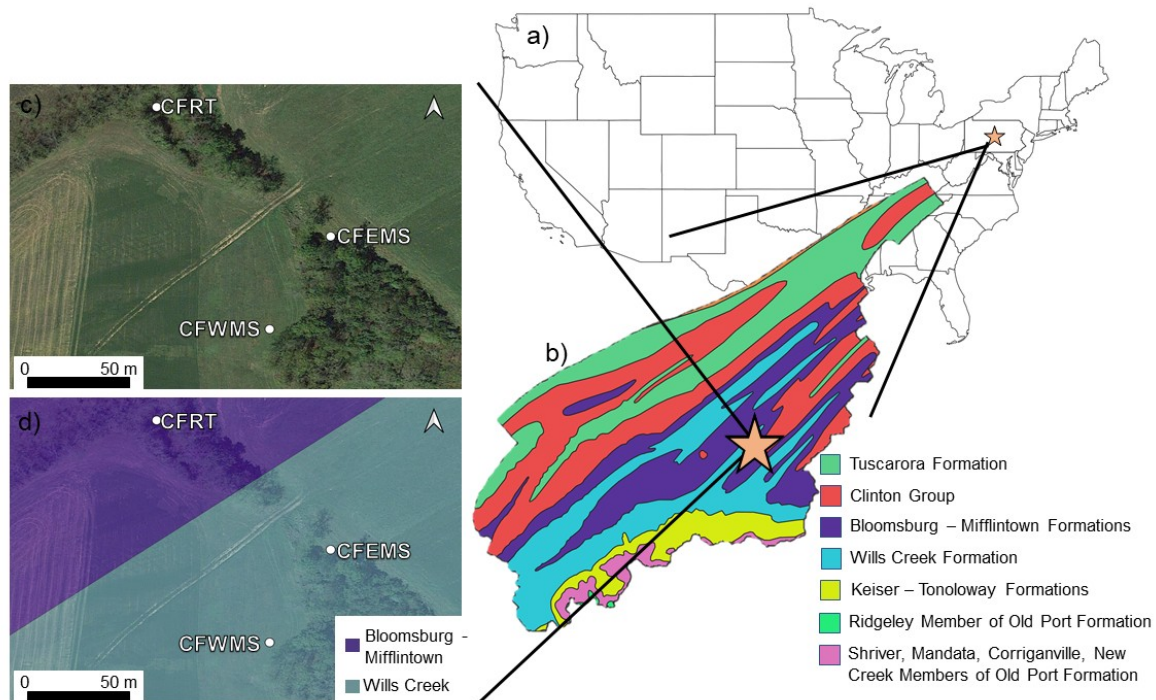 a)
c)
CFRT
CFEMS
CFWMS
0 50 m
b)
Tuscarora Formation
Clinton Group
Bloomsburg – Mifflintown Formations
Wills Creek Formation
Keiser – Tonoloway Formations
Ridgeley Member of Old Port Formation
Shriver, Mandata, Corriganville, New
Creek Members of Old Port Formation
d)
CFRT
CFEMS
CFWMS
0 50 m
Bloomsburg -
Mifflintown
Wills Creek